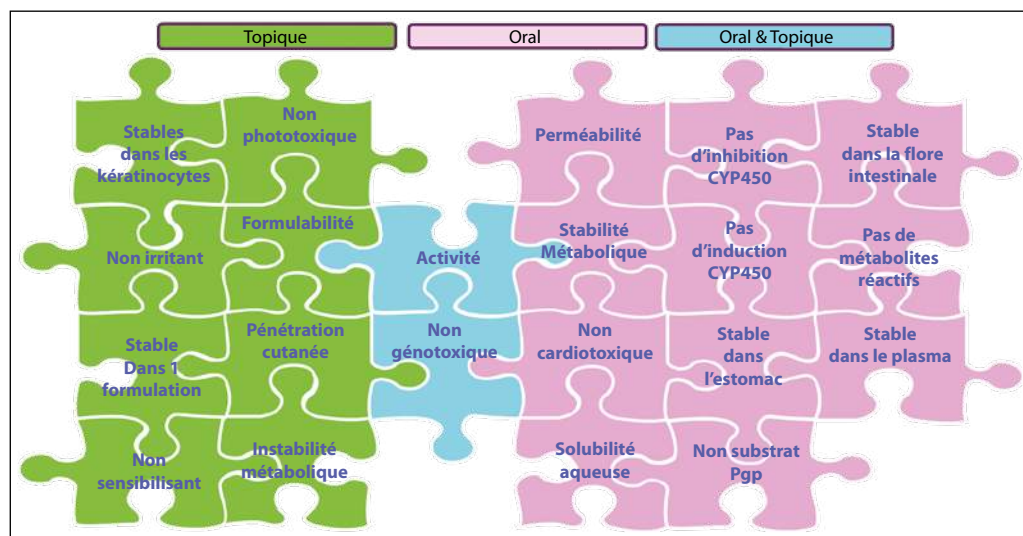 Topique
Oral
Oral & Topique
Stables
dans les
kératinocytes
Non
phototoxique
Perméabilité
Pas
d'inhibition
CYP450
Stable
dans la flore
intestinale
Non irritant
Formulabilité
Activité
Stabilité
Métabolique
Pas
d'induction
CYP450
Pas de
métabolites
réactifs
Stable
Dans 1
formulation
Pénétration
cutanée
Non
génotoxique
Non
cardiotoxique
Stable
dans
l'estomac
Stable
dans le plasma
Non
sensibilisant
Instabilité
métabolique
Solubilité
aqueuse
Non substrat
Pgp